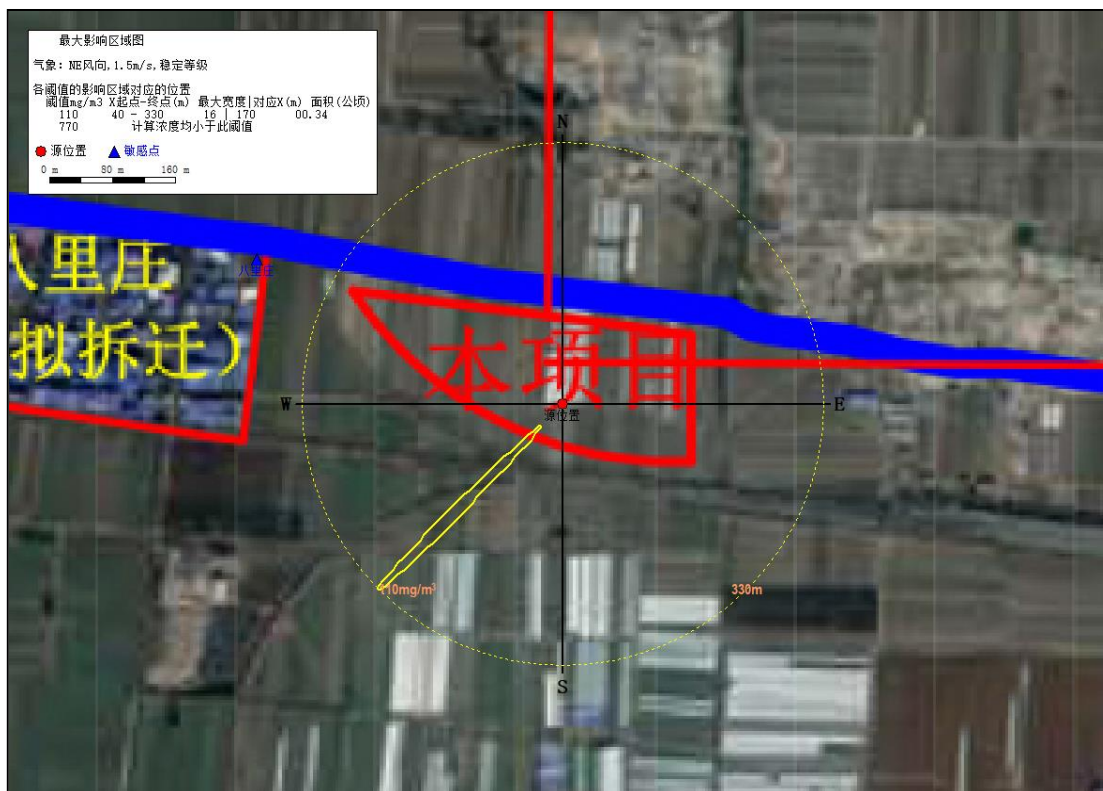 最大影响区域图
气象：NE风向，1.5m/s，稳定等级
各阈值的影响区域对应的位置
阈值mg/m3 X起点-终点(m) 最大宽度|对应X(m) 面积(公顷)
110 40 - 330 16 | 170 00.34
770 计算浓度均小于此阈值
源位置 敏感点
0 m 80 m 160 m
N
八里庄
八里庄
（拟拆迁）
本项目
W
E
源位置
110mg/m³
330m
S